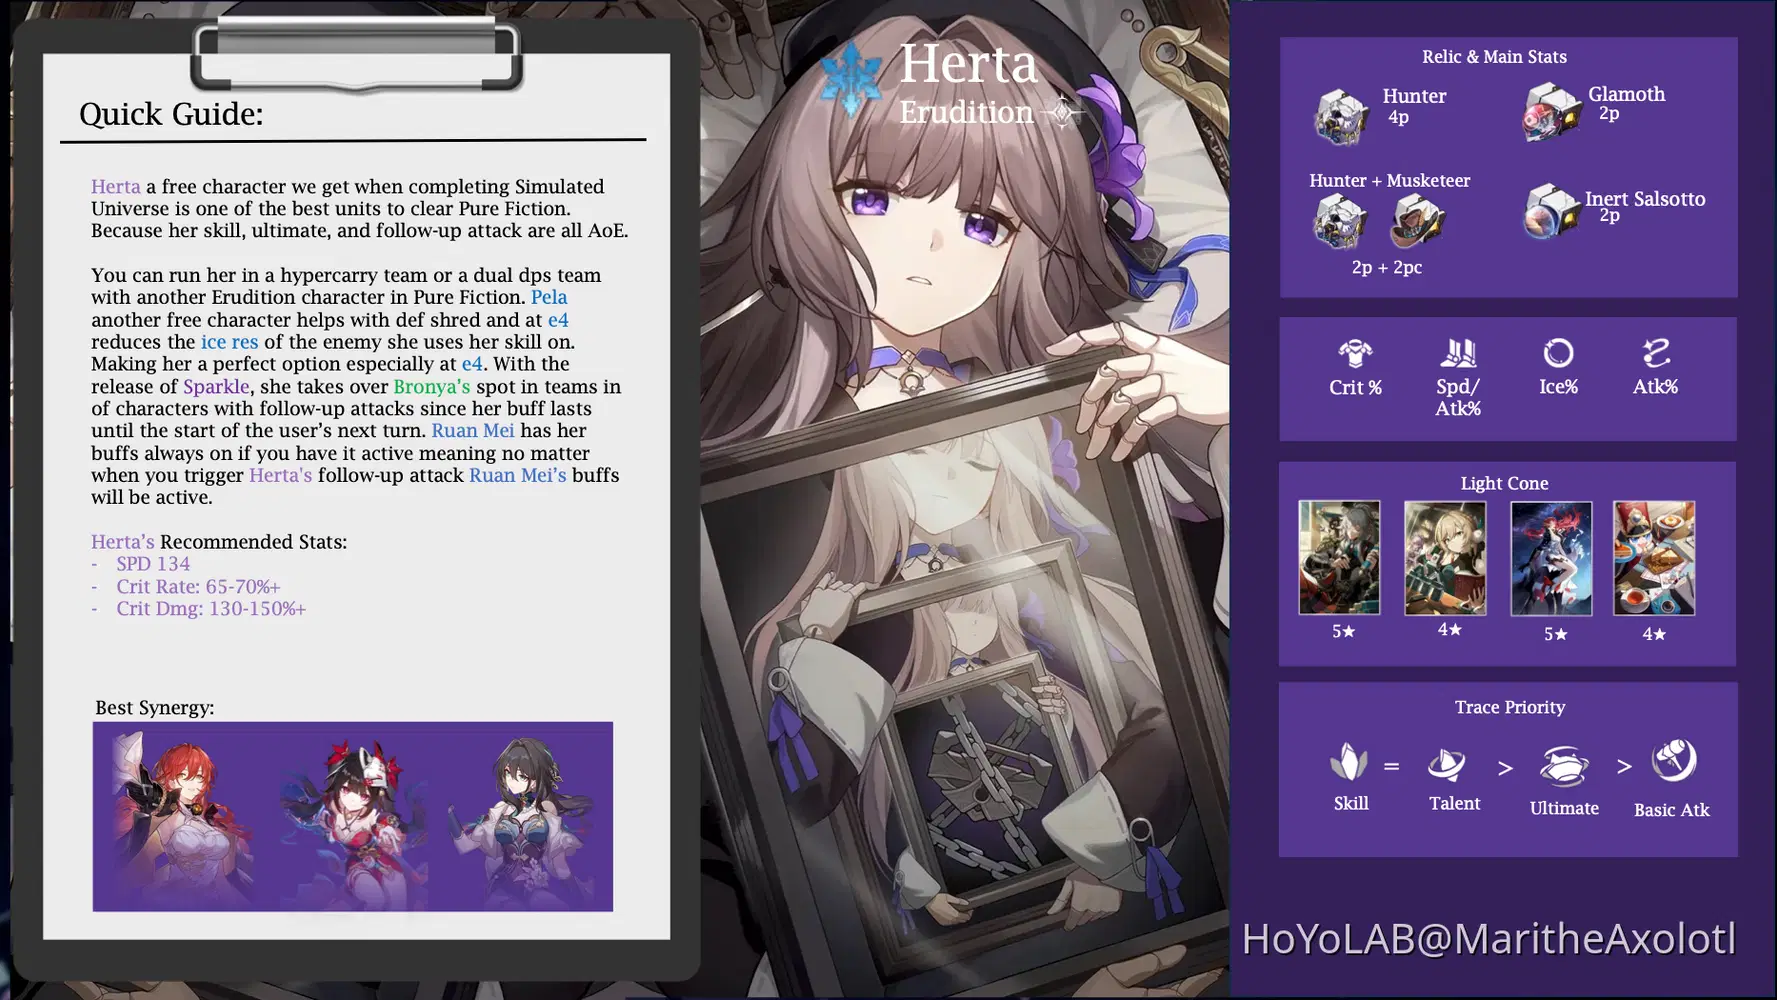 Quick Guide:
Herta a free character we get when completing Simulated
Universe is one of the best units to clear Pure Fiction.
Because her skill, ultimate, and follow-up attack are all AoE.
You can run her in a hypercarry team or a dual dps team
with another Erudition character in Pure Fiction. Pela
another free character helps with def shred and at e4
reduces the ice res of the enemy she uses her skill on.
Making her a perfect option especially at e4. With the
release of Sparkle, she takes over Bronya’s spot in teams in
of characters with follow-up attacks since her buff lasts
until the start of the user’s next turn. Ruan Mei has her
buffs always on if you have it active meaning no matter
when you trigger Herta's follow-up attack Ruan Mei’s buffs
will be active.
Herta’s Recommended Stats:
- SPD 134
- Crit Rate: 65-70%+
- Crit Dmg: 130-150%+
Best Synergy:
Herta
Erudition
Relic & Main Stats
Hunter
4p
Glamoth
2p
Hunter + Musketeer
2p + 2pc
Inert Salsotto
2p
Crit %
Spd/
Atk%
Ice%
Atk%
Light Cone
5★
4★
5★
4★
Trace Priority
= > >
Skill
Talent
Ultimate
Basic Atk
HoYoLAB@MaritheAxolotl